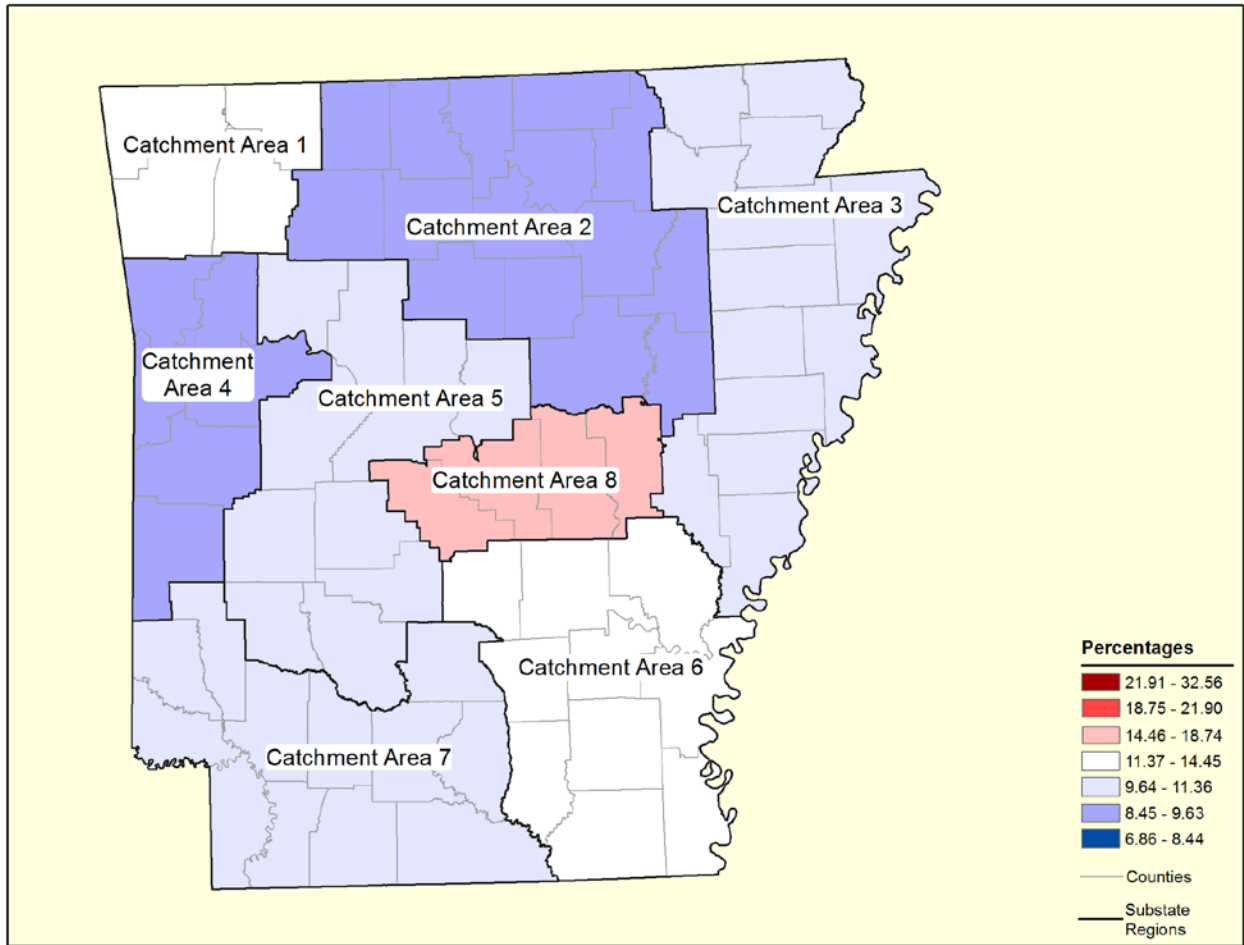 Catchment Area 1
Catchment Area 2
Catchment Area 3
Catchment
Area 4
Catchment Area 5
Catchment Area 8
Catchment Area 6
Catchment Area 7
Percentages
21.91 - 32.56
18.75 - 21.90
14.46 - 18.74
11.37 - 14.45
9.64 - 11.36
8.45 - 9.63
6.86 - 8.44
Counties
Substate
Regions